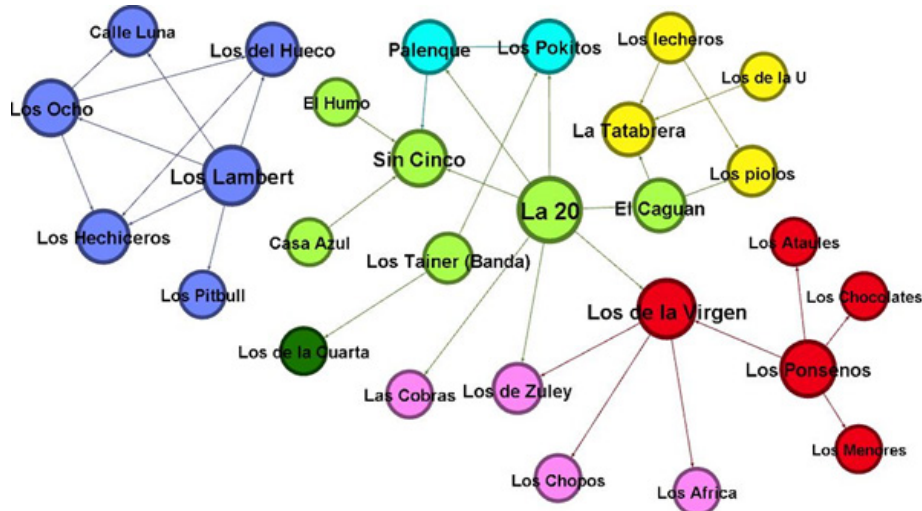 Calle Luna
Los del Hueco
Los Ocho
Los Lambert
Los Hechiceros
Los Pitbull
Palenque
Los Pokitos
El Humo
Sin Cinco
Casa Azul
La 20
El Caguan
Los Tainer (Banda)
Los de la Cuarta
Las Cobras
Los de Zuley
Los lecheros
Los de la U
La Tatabrera
Los piolos
Los Ataules
Los de la Virgen
Los Chocolates
Los Ponsenos
Los Menores
Los Chopos
Los Africa